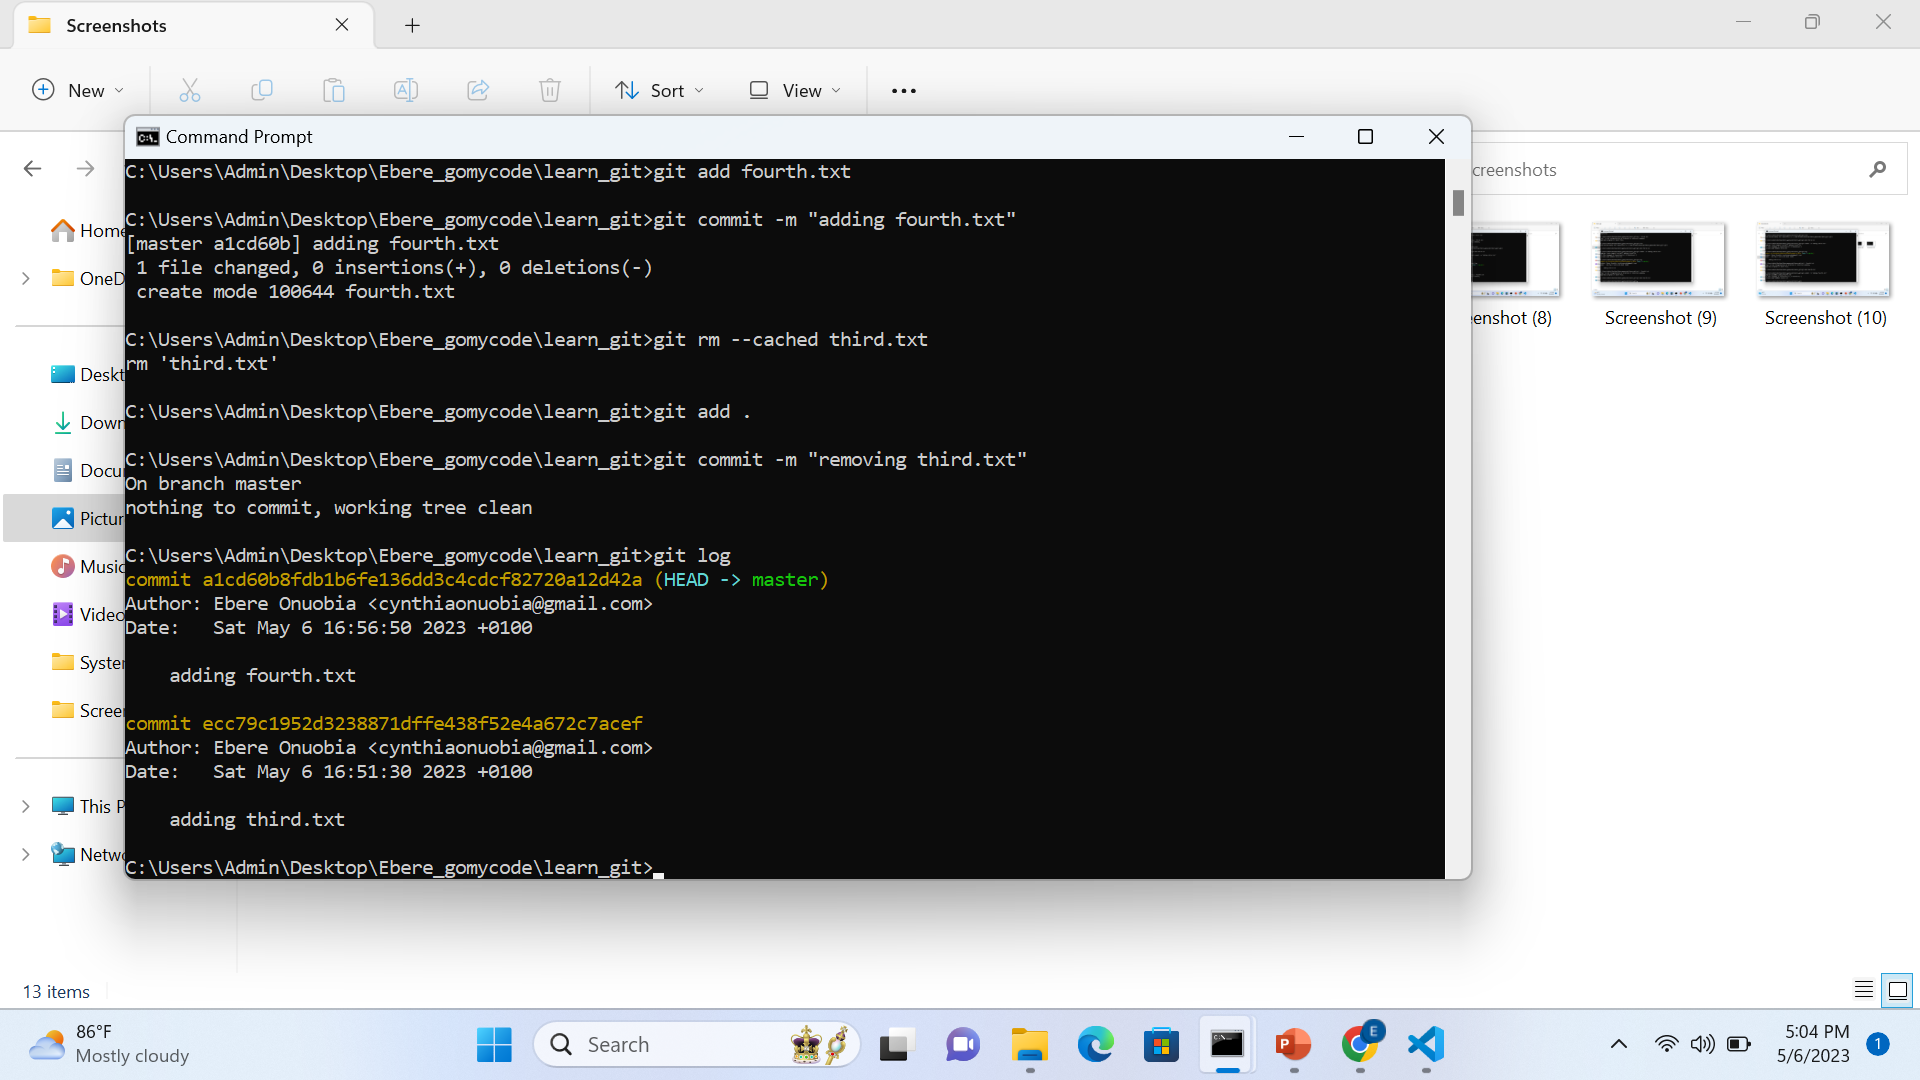 Screenshots
New
Sort
View
Command Prompt
creenshots
Home
OneD
Deskt
Down
Docu
Pictur
Music
Video
Syster
Screer
This P
Netwo
C:\Users\Admin\Desktop\Ebere_gomycode\learn_git>git add fourth.txt
C:\Users\Admin\Desktop\Ebere_gomycode\learn_git>git commit -m "adding fourth.txt"
[master a1cd60b] adding fourth.txt
1 file changed, 0 insertions(+), 0 deletions(-)
create mode 100644 fourth.txt
C:\Users\Admin\Desktop\Ebere_gomycode\learn_git>git rm --cached third.txt
rm 'third.txt'
C:\Users\Admin\Desktop\Ebere_gomycode\learn_git>git add .
C:\Users\Admin\Desktop\Ebere_gomycode\learn_git>git commit -m "removing third.txt"
On branch master
nothing to commit, working tree clean
C:\Users\Admin\Desktop\Ebere_gomycode\learn_git>git log
commit a1cd60b8fdb1b6fe136dd3c4cdcf82720a12d42a (HEAD -> master)
Author: Ebere Onuobia <cynthiaonuobia@gmail.com>
Date:   Sat May 6 16:56:50 2023 +0100
adding fourth.txt
commit ecc79c1952d3238871dffe438f52e4a672c7acef
Author: Ebere Onuobia <cynthiaonuobia@gmail.com>
Date:   Sat May 6 16:51:30 2023 +0100
adding third.txt
C:\Users\Admin\Desktop\Ebere_gomycode\learn_git>
enshot (8)
Screenshot (9)
Screenshot (10)
13 items
86°F
Mostly cloudy
Search
E
5:04 PM
5/6/2023
1